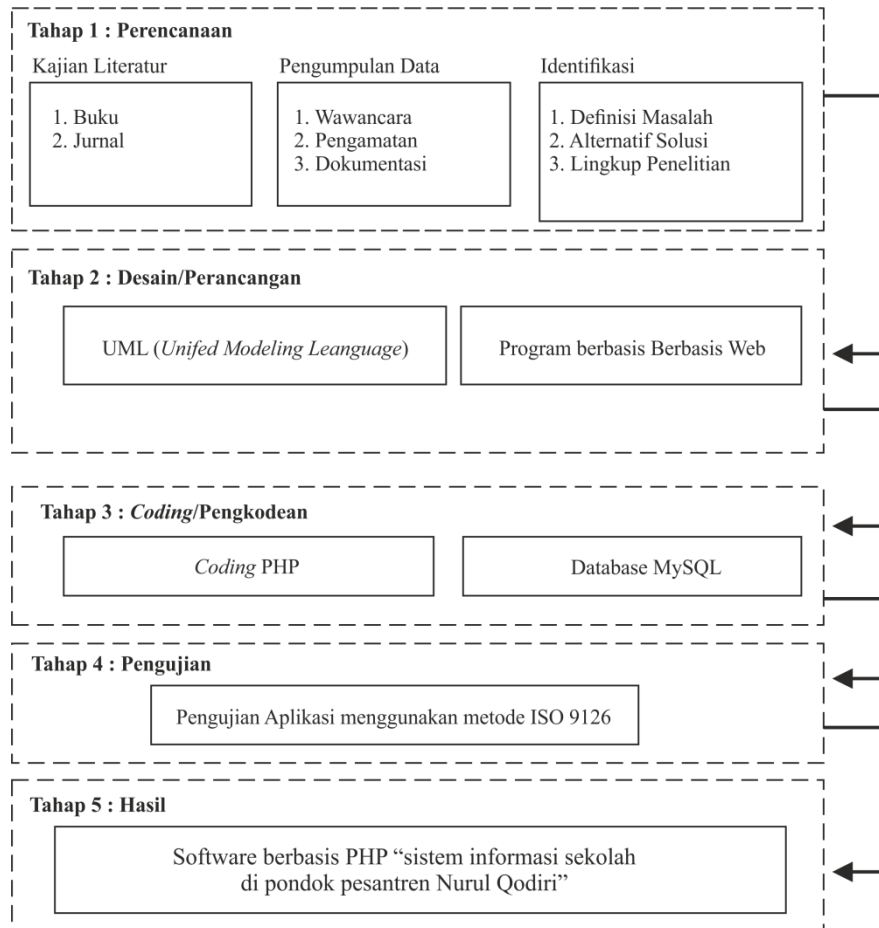 Tahap 1 : Perencanaan
Kajian Literatur
1. Buku
2. Jurnal
Pengumpulan Data
1. Wawancara
2. Pengamatan
3. Dokumentasi
Identifikasi
1. Definisi Masalah
2. Alternatif Solusi
3. Lingkup Penelitian
Tahap 2 : Desain/Perancangan
UML (Unifed Modeling Leanguage)
Program berbasis Berbasis Web
Tahap 3 : Coding/Pengkodean
Coding PHP
Database MySQL
Tahap 4 : Pengujian
Pengujian Aplikasi menggunakan metode ISO 9126
Tahap 5 : Hasil
Software berbasis PHP “sistem informasi sekolah
di pondok pesantren Nurul Qodiri”